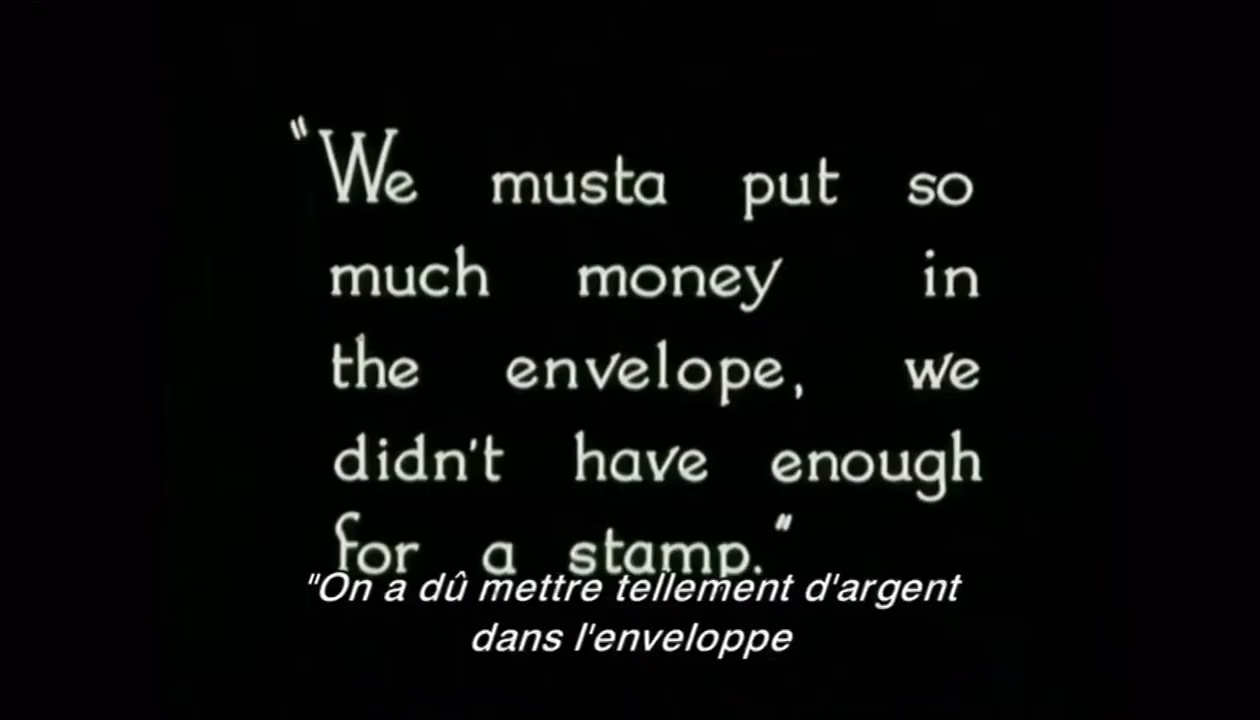 "We musta put so
much money in
the envelope, we
didn't have enough
for a stamp."
"On a dû mettre tellement d'argent
dans l'enveloppe